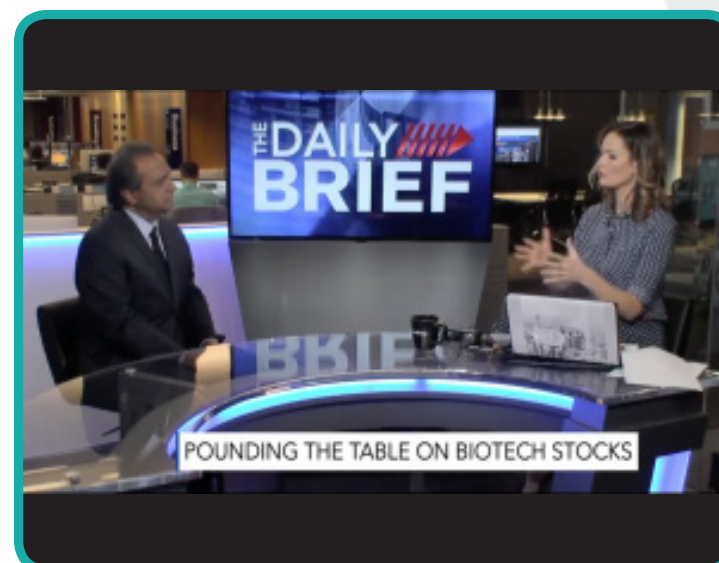 THE
DAILY
BRIEF
BRIEF
POUNDING THE TABLE ON BIOTECH STOCKS